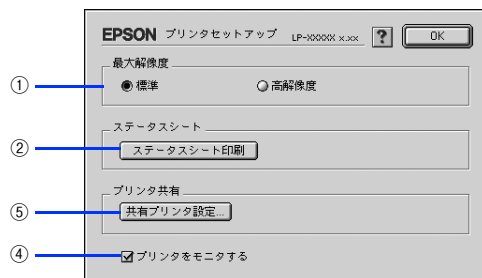 EPSON プリンタセットアップ LP-XXXXX x.xx ? OK
最大解像度
① 標準 高解像度
ステータスシート
② ステータスシート印刷
プリンタ共有
⑤ 共有プリンタ設定...
④ プリンタをモニタする